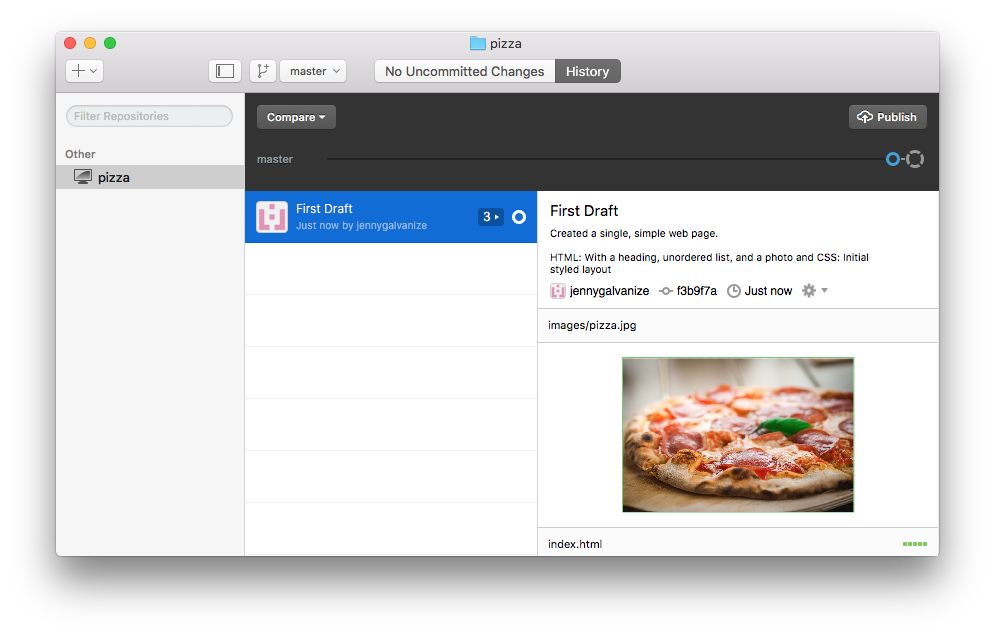 pizza
master
No Uncommitted Changes
History
Filter Repositories
Other
pizza
Compare
Publish
master
First Draft
Just now by jennygalvanize
3
First Draft
Created a single, simple web page.
HTML: With a heading, unordered list, and a photo and CSS: Initial
styled layout
jennygalvanize
f3b9f7a
Just now
images/pizza.jpg
index.html